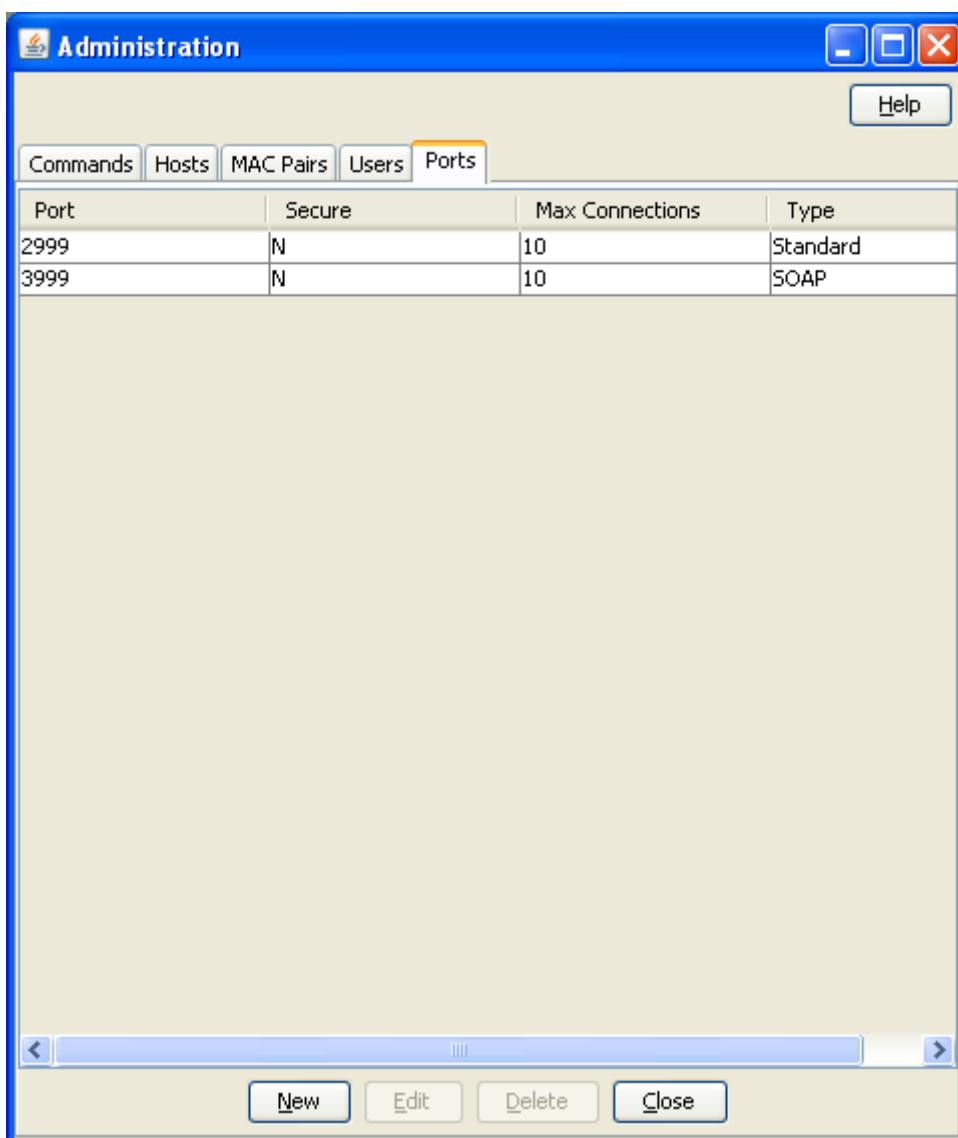 Administration
Help
Commands Hosts MAC Pairs Users Ports
Port Secure Max Connections Type
2999 N 10 Standard
3999 N 10 SOAP
New Edit Delete Close